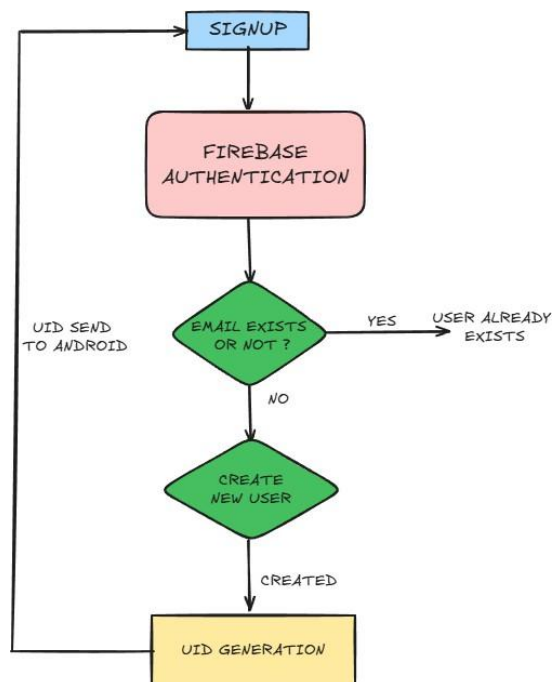 SIGNUP
FIREBASE
AUTHENTICATION
EMAIL EXISTS
OR NOT ?
YES
USER ALREADY
EXISTS
UID SEND
TO ANDROID
NO
CREATE
NEW USER
CREATED
UID GENERATION